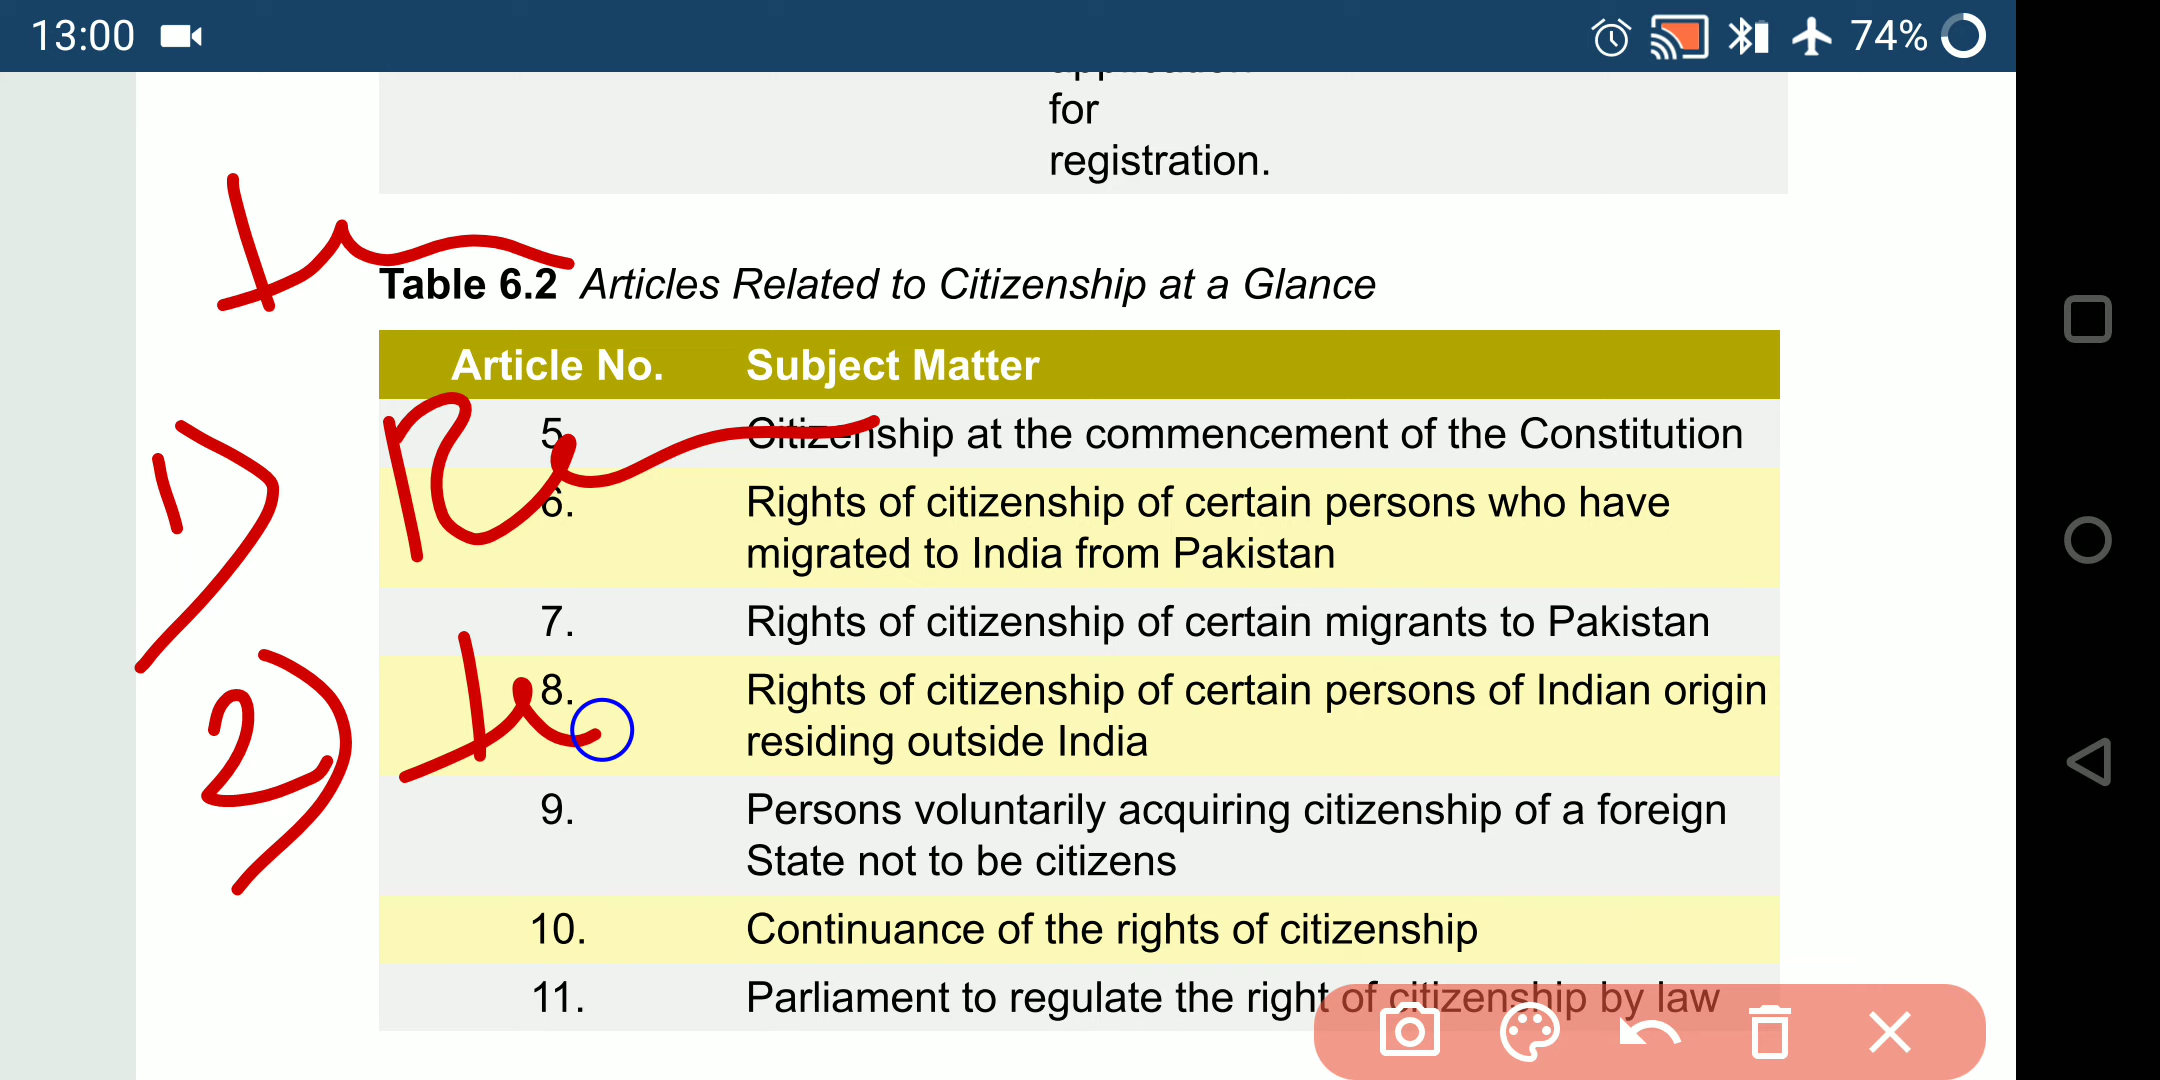 13:00
74%
for
registration.
Table 6.2 Articles Related to Citizenship at a Glance
Article No. Subject Matter
5. Citizenship at the commencement of the Constitution
6. Rights of citizenship of certain persons who have
migrated to India from Pakistan
7. Rights of citizenship of certain migrants to Pakistan
8. Rights of citizenship of certain persons of Indian origin
residing outside India
9. Persons voluntarily acquiring citizenship of a foreign
State not to be citizens
10. Continuance of the rights of citizenship
11. Parliament to regulate the right of citizenship by law
1)
2)